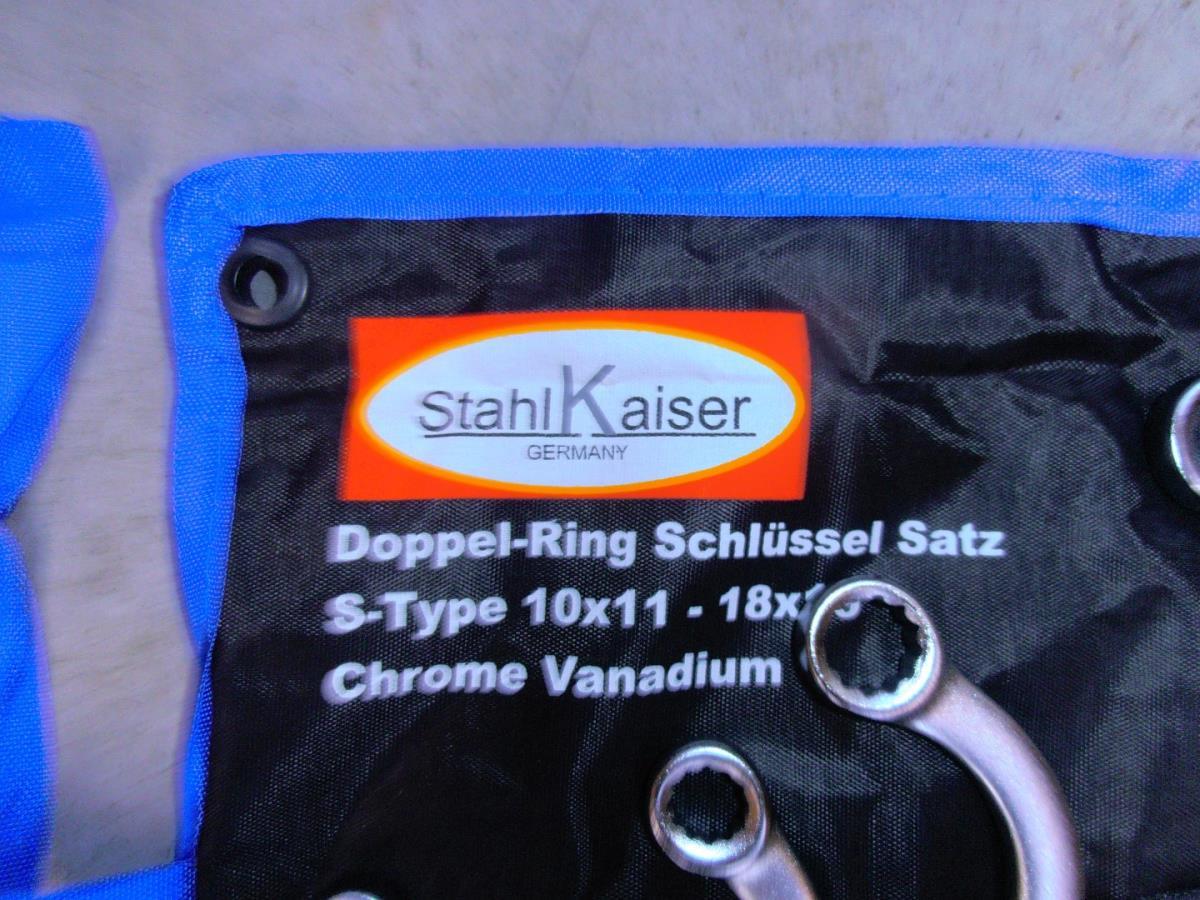 StahlKaiser
GERMANY
Doppel-Ring Schlüssel Satz
S-Type 10x11 -
Chrome Vanadium